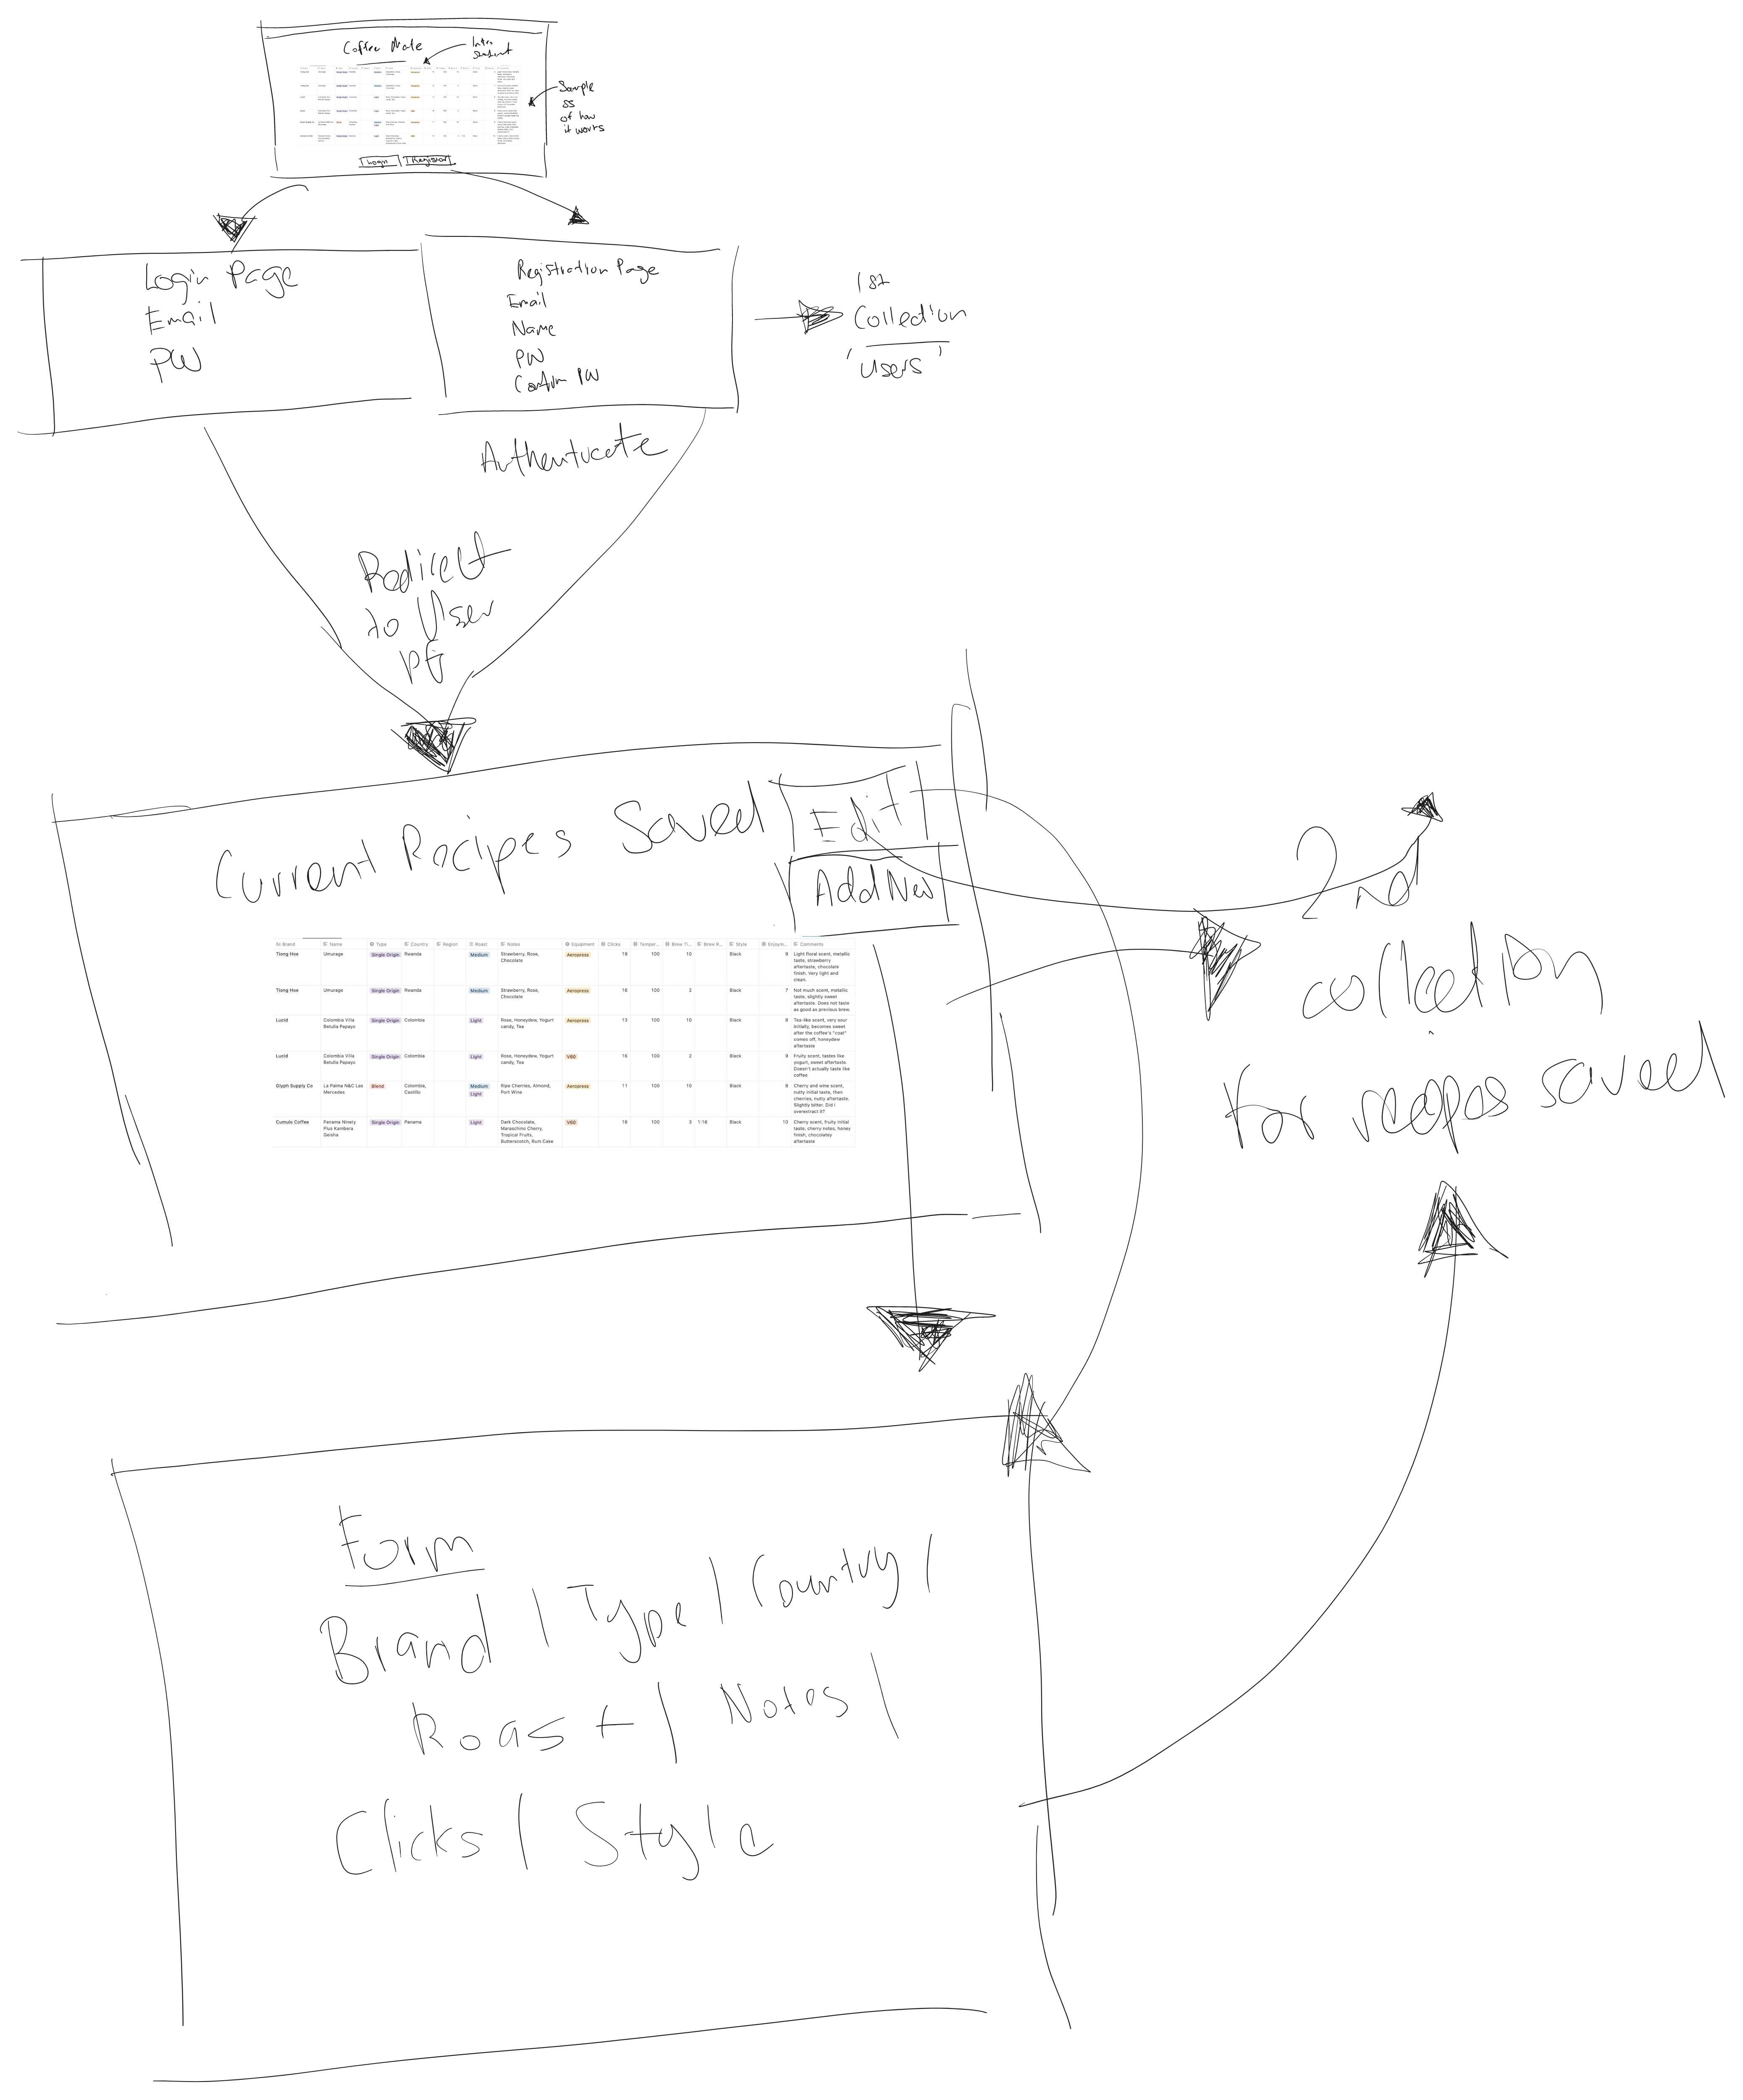 Coffee Mate
Intro
Sample
ss
of how
it works
Login
Register
Login Page
Email
PW
Registration Page
Email
Name
PW
Confirm PW
1st
Collection
'users'
Authenticate
Redirect
to User
PG
Current Recipes Saved
Edit
Add New
2nd
collection
for recipes saved
Brand Name Type Country Region Roast Notes Equipment Clicks Temper... Brew Ti... Brew R... Style Enjoym... Comments
Tiong Hoe Umurage Single Origin Rwanda Medium Strawberry, Rose, Aeropress 19 100 10 Black 9 Light floral scent, metallic
Chocolate taste, strawberry
aftertaste, chocolate
finish. Very light and
clean.
Tiong Hoe Umurage Single Origin Rwanda Medium Strawberry, Rose, Aeropress 16 100 2 Black 7 Not much scent, metallic
Chocolate taste, slightly sweet
aftertaste. Does not taste
as good as previous brew.
Lucid Colombia Villa Single Origin Colombia Light Rose, Honeydew, Yogurt Aeropress 13 100 10 Black 8 Tea-like scent, very sour
Betulia Papayo candy, Tea initially, becomes sweet
after the coffee's "coat"
comes off, honeydew
aftertaste
Lucid Colombia Villa Single Origin Colombia Light Rose, Honeydew, Yogurt V60 16 100 2 Black 9 Fruity scent, tastes like
Betulia Papayo candy, Tea yogurt, sweet aftertaste.
Doesn't actually taste like
coffee
Glyph Supply Co La Palma N&C Las Blend Colombia, Medium Ripe Cherries, Almond, Aeropress 11 100 10 Black 8 Cherry and wine scent,
Mercedes Castillo Light Port Wine nutty initial taste, then
cherries, nutty aftertaste.
Slightly bitter. Did I
overextract it?
Cumulo Coffee Panama Ninety Single Origin Panama Light Dark Chocolate, V60 18 100 3 1:16 Black 10 Cherry scent, fruity initial
Plus Kambera Maraschino Cherry, taste, cherry notes, honey
Geisha Tropical Fruits, finish, chocolatey
Butterscotch, Rum Cake aftertaste
Form
Brand | Type | Country |
Roast | Notes |
Clicks | Style